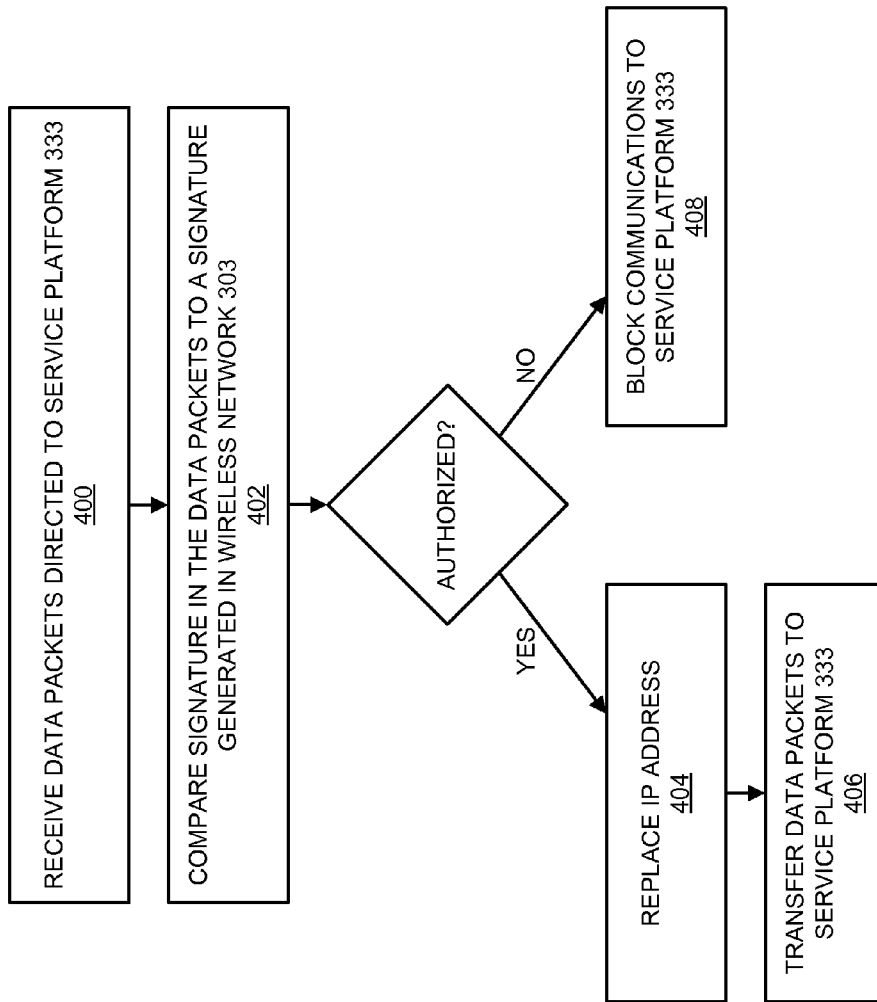 RECEIVE DATA PACKETS DIRECTED TO SERVICE PLATFORM 333
400
COMPARE SIGNATURE IN THE DATA PACKETS TO A SIGNATURE
GENERATED IN WIRELESS NETWORK 303
402
AUTHORIZED?
YES
NO
REPLACE IP ADDRESS
404
TRANSFER DATA PACKETS TO
SERVICE PLATFORM 333
406
BLOCK COMMUNICATIONS TO
SERVICE PLATFORM 333
408